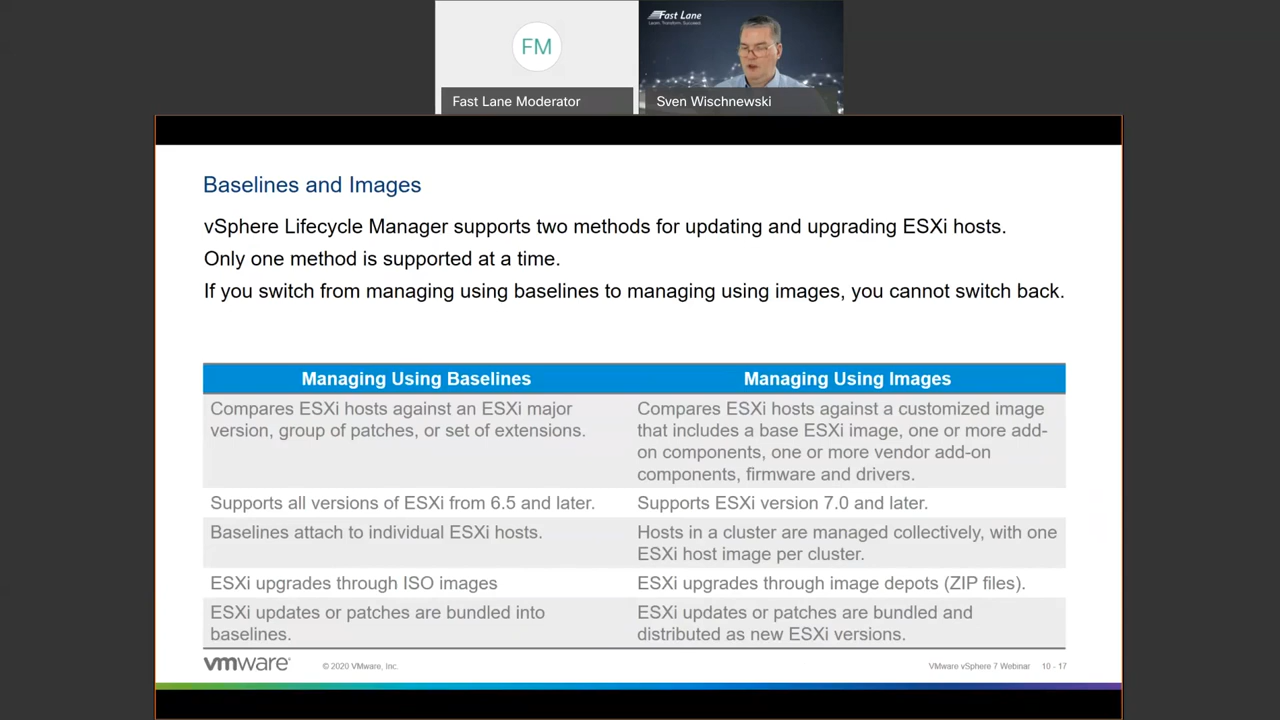 FM
Fast Lane Moderator
Fast Lane
Learn. Transform. Succeed.
Sven Wischnewski
Baselines and Images
vSphere Lifecycle Manager supports two methods for updating and upgrading ESXi hosts.
Only one method is supported at a time.
If you switch from managing using baselines to managing using images, you cannot switch back.
Managing Using Baselines
Managing Using Images
Compares ESXi hosts against an ESXi major
version, group of patches, or set of extensions.
Compares ESXi hosts against a customized image
that includes a base ESXi image, one or more add-
on components, one or more vendor add-on
components, firmware and drivers.
Supports all versions of ESXi from 6.5 and later.
Supports ESXi version 7.0 and later.
Baselines attach to individual ESXi hosts.
Hosts in a cluster are managed collectively, with one
ESXi host image per cluster.
ESXi upgrades through ISO images
ESXi upgrades through image depots (ZIP files).
ESXi updates or patches are bundled into
baselines.
ESXi updates or patches are bundled and
distributed as new ESXi versions.
vmware®
© 2020 VMware, Inc.
VMware vSphere 7 Webinar
10 - 17